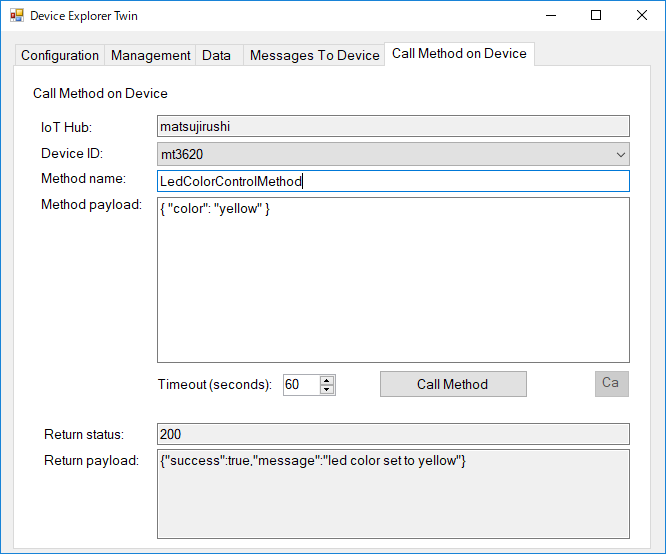 Device Explorer Twin
Configuration Management Data Messages To Device Call Method on Device
Call Method on Device
IoT Hub: matsujirushi
Device ID: mt3620
Method name: LedColorControlMethod
Method payload: { "color": "yellow" }
Timeout (seconds): 60 Call Method Ca
Return status: 200
Return payload: {"success":true,"message":"led color set to yellow"}